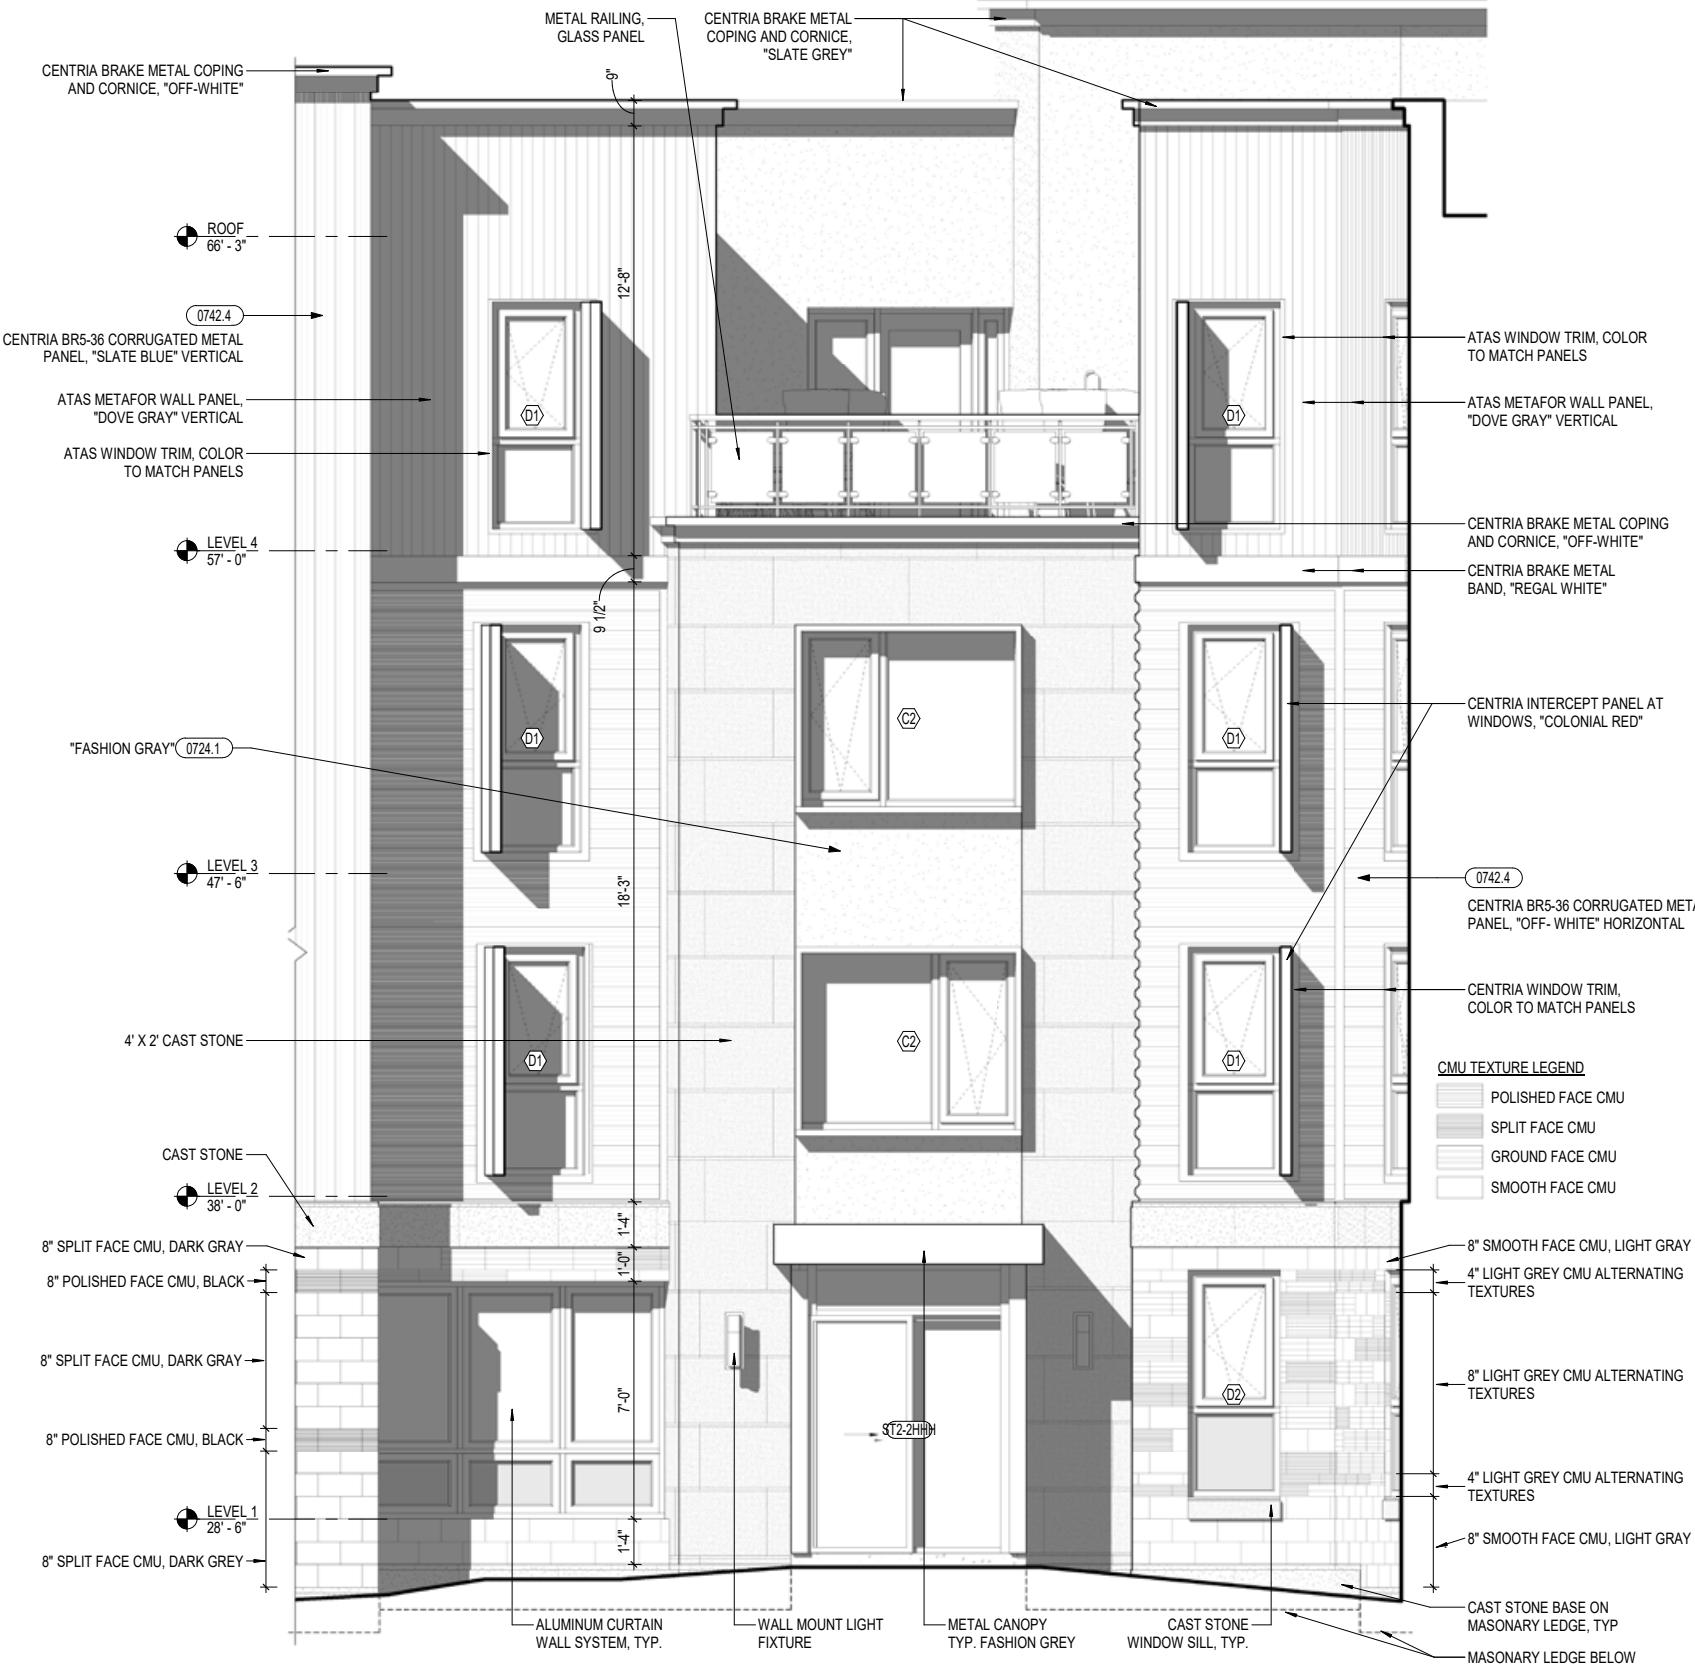 METAL RAILING,
GLASS PANEL
CENTRIA BRAKE METAL
COPING AND CORNICE,
"SLATE GREY"
CENTRIA BRAKE METAL COPING
AND CORNICE, "OFF-WHITE"
9"
ROOF
66' - 3"
12'-8"
0742.4
CENTRIA BR5-36 CORRUGATED METAL
PANEL, "SLATE BLUE" VERTICAL
ATAS METAFOR WALL PANEL,
"DOVE GRAY" VERTICAL
ATAS WINDOW TRIM, COLOR
TO MATCH PANELS
D1
D1
ATAS WINDOW TRIM, COLOR
TO MATCH PANELS
ATAS METAFOR WALL PANEL,
"DOVE GRAY" VERTICAL
CENTRIA BRAKE METAL COPING
AND CORNICE, "OFF-WHITE"
CENTRIA BRAKE METAL
BAND, "REGAL WHITE"
LEVEL 4
57' - 0"
9 1/2"
"FASHION GRAY"
0724.1
D1
C2
D1
CENTRIA INTERCEPT PANEL AT
WINDOWS, "COLONIAL RED"
LEVEL 3
47' - 6"
18'-3"
0742.4
CENTRIA BR5-36 CORRUGATED META
PANEL, "OFF- WHITE" HORIZONTAL
CENTRIA WINDOW TRIM,
COLOR TO MATCH PANELS
4' X 2' CAST STONE
D1
C2
D1
CMU TEXTURE LEGEND
POLISHED FACE CMU
SPLIT FACE CMU
GROUND FACE CMU
SMOOTH FACE CMU
CAST STONE
LEVEL 2
38' - 0"
1'-4"
1'-0"
8" SPLIT FACE CMU, DARK GRAY
8" POLISHED FACE CMU, BLACK
8" SPLIT FACE CMU, DARK GRAY
8" POLISHED FACE CMU, BLACK
7'-0"
ST2-2HHH
D2
8" SMOOTH FACE CMU, LIGHT GRAY
4" LIGHT GREY CMU ALTERNATING
TEXTURES
8" LIGHT GREY CMU ALTERNATING
TEXTURES
4" LIGHT GREY CMU ALTERNATING
TEXTURES
8" SMOOTH FACE CMU, LIGHT GRAY
LEVEL 1
28' - 6"
1'-4"
8" SPLIT FACE CMU, DARK GREY
ALUMINUM CURTAIN
WALL SYSTEM, TYP.
WALL MOUNT LIGHT
FIXTURE
METAL CANOPY
TYP. FASHION GREY
CAST STONE
WINDOW SILL, TYP.
CAST STONE BASE ON
MASONARY LEDGE, TYP
MASONARY LEDGE BELOW